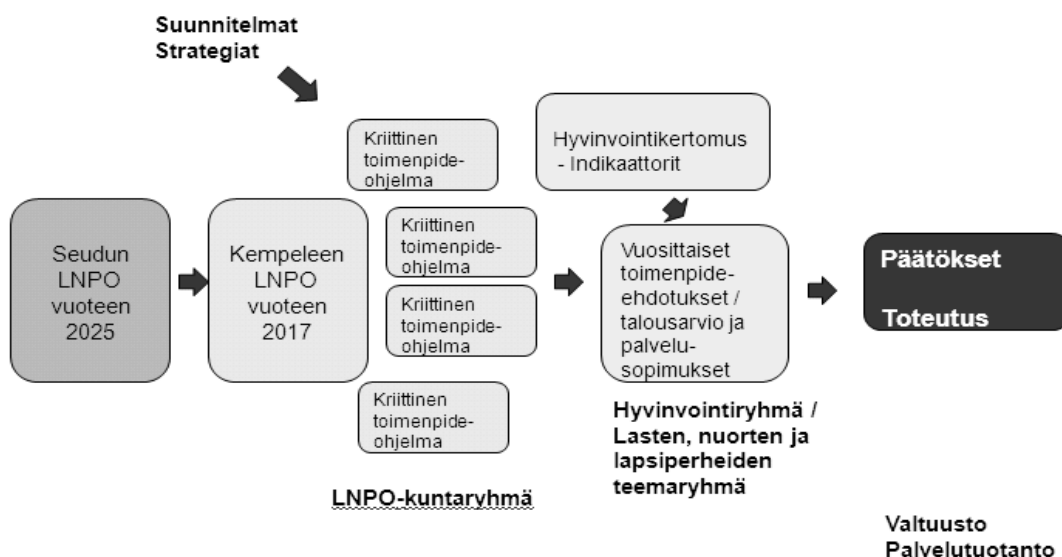 Suunnitelmat
Strategiat
Kriittinen
toimenpide-
ohjelma
Hyvinvointikertomus
- Indikaattorit
Seudun
LNPO
vuoteen
2025
Kempeleen
LNPO
vuoteen
2017
Kriittinen
toimenpide-
ohjelma
Kriittinen
toimenpide-
ohjelma
Kriittinen
toimenpide-
ohjelma
Vuosittaiset
toimenpide-
ehdotukset /
talousarvio ja
palvelu-
sopimukset
Päätökset
Toteutus
LNPO-kuntaryhmä
Hyvinvointiryhmä /
Lasten, nuorten ja
lapsiperheiden
teemaryhmä
Valtuusto
Palvelutuotanto